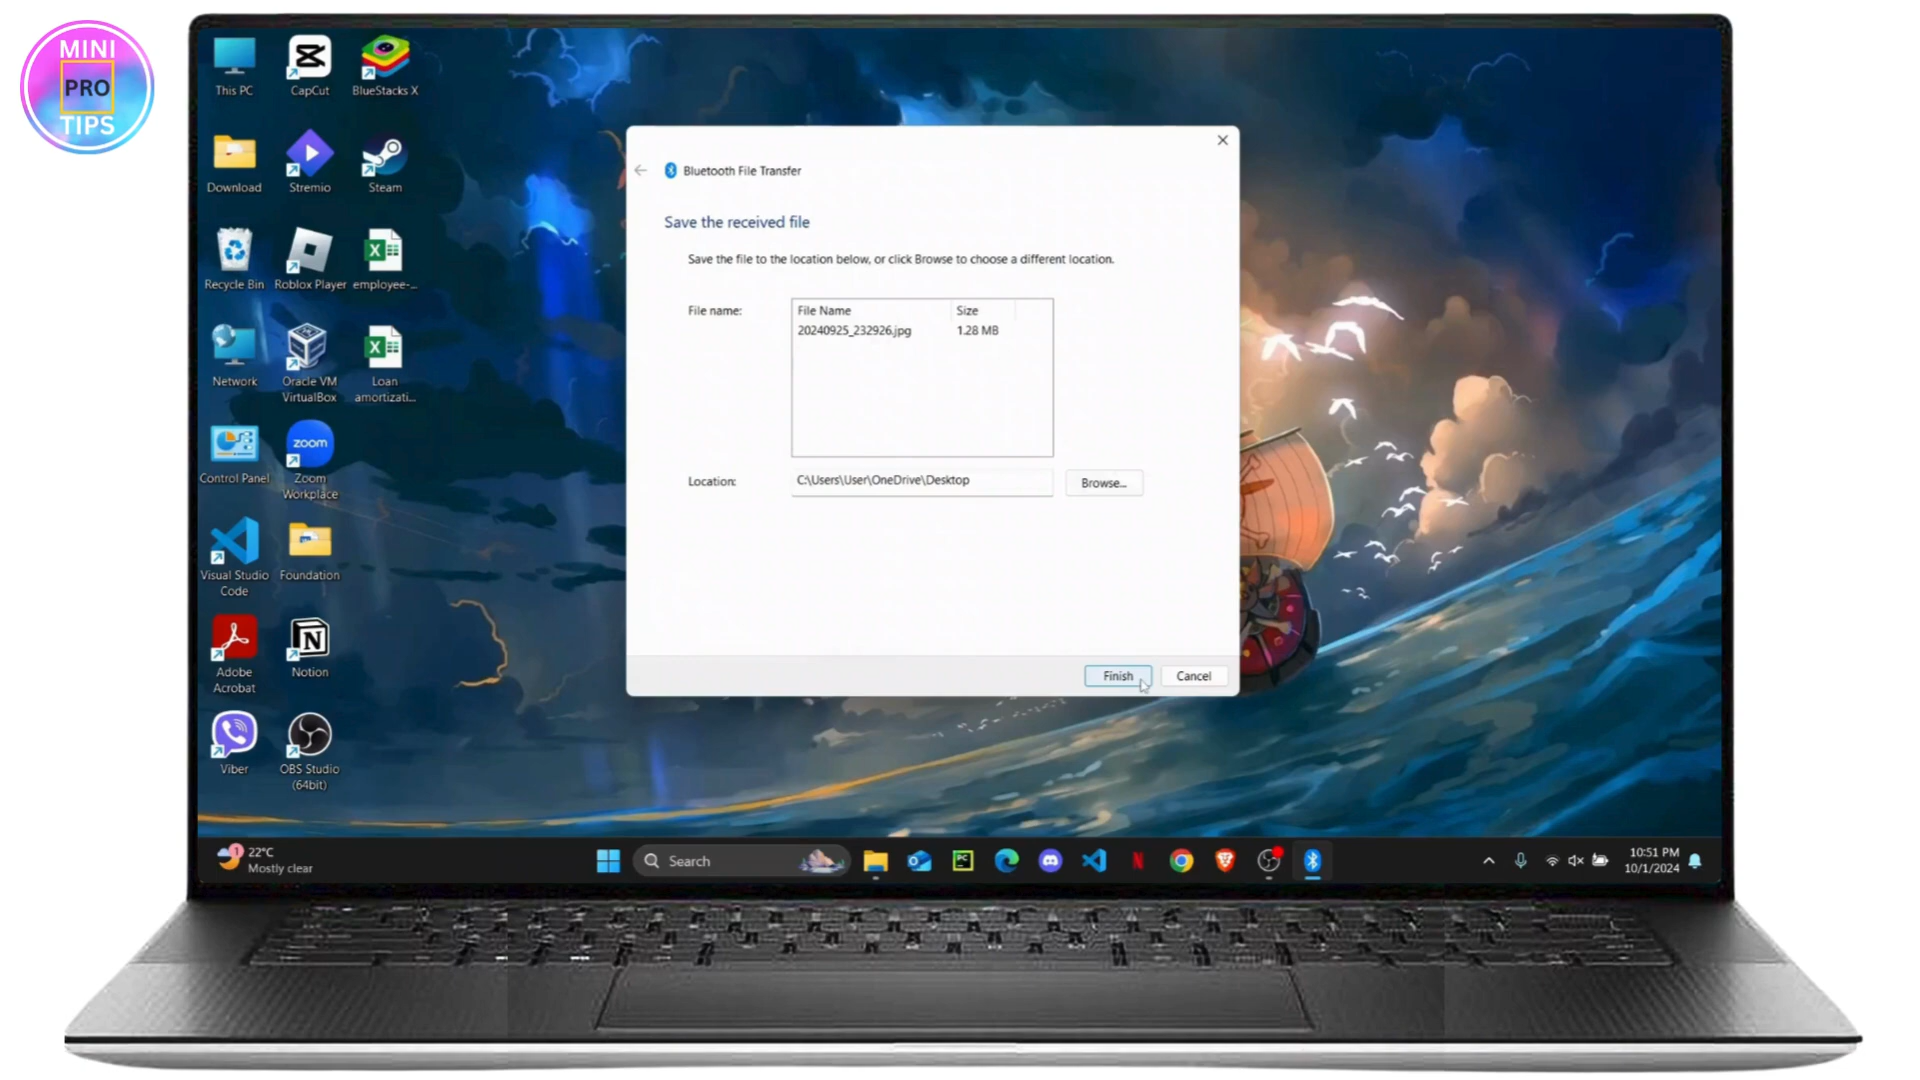 MINI
PRO
TIPS
This PC
CapCut
BlueStacks X
Download
Stremio
Steam
Recycle Bin
Roblox Player
employee-...
Network
Oracle VM
VirtualBox
Loan
amortizati...
Control Panel
zoom
Zoom
Workplace
Visual Studio
Code
Foundation
Adobe
Acrobat
Notion
Viber
OBS Studio
(64bit)
Bluetooth File Transfer
Save the received file
Save the file to the location below, or click Browse to choose a different location.
File name:
File Name Size
20240925_232926.jpg 1.28 MB
Location:
C:\Users\User\OneDrive\Desktop
Browse...
Finish
Cancel
1
22°C
Mostly clear
Search
PC
N
10:51 PM
10/1/2024